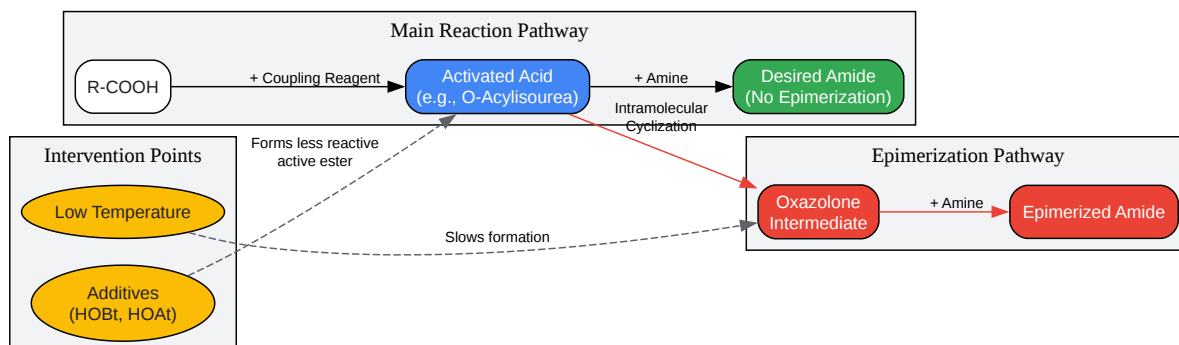 Main Reaction Pathway
R-COOH
+ Coupling Reagent
Activated Acid
(e.g., O-Acylisourea)
+ Amine
Desired Amide
(No Epimerization)
Intramolecular
Cyclization
Intervention Points
Forms less reactive
active ester
Low Temperature
Slows formation
Additives
(HOBt, HOAt)
Epimerization Pathway
Oxazolone
Intermediate
+ Amine
Epimerized Amide